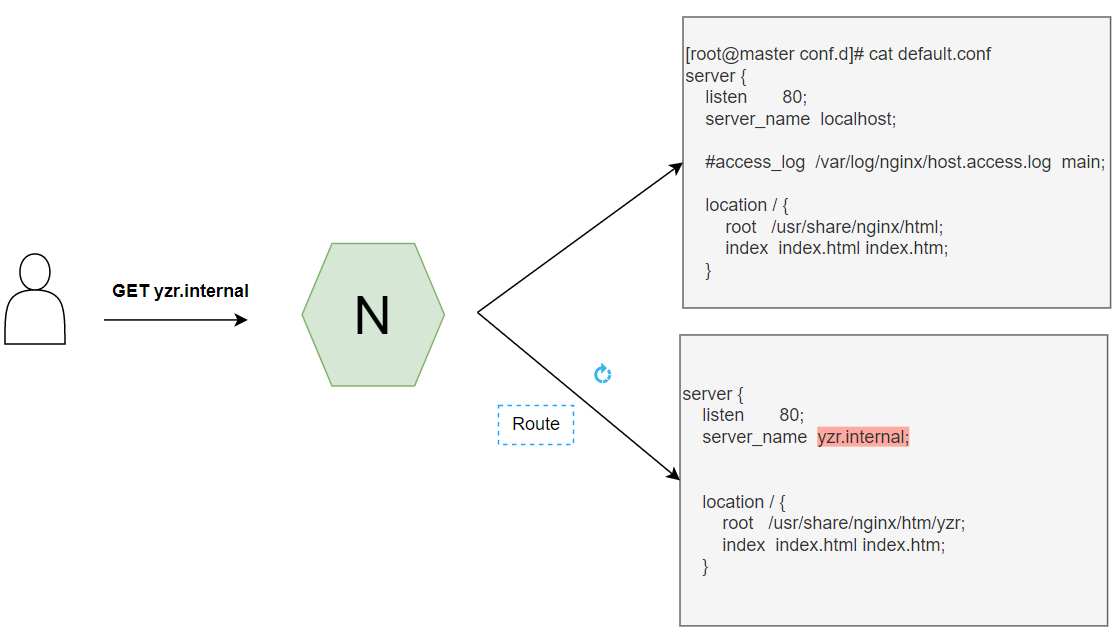 [root@master conf.d]# cat default.conf
server {
listen 80;
server_name localhost;
#access_log /var/log/nginx/host.access.log main;
location / {
root /usr/share/nginx/html;
index index.html index.htm;
}
GET yzr.internal
N
Route
server {
listen 80;
server_name yzr.internal;
location / {
root /usr/share/nginx/htm/yzr;
index index.html index.htm;
}